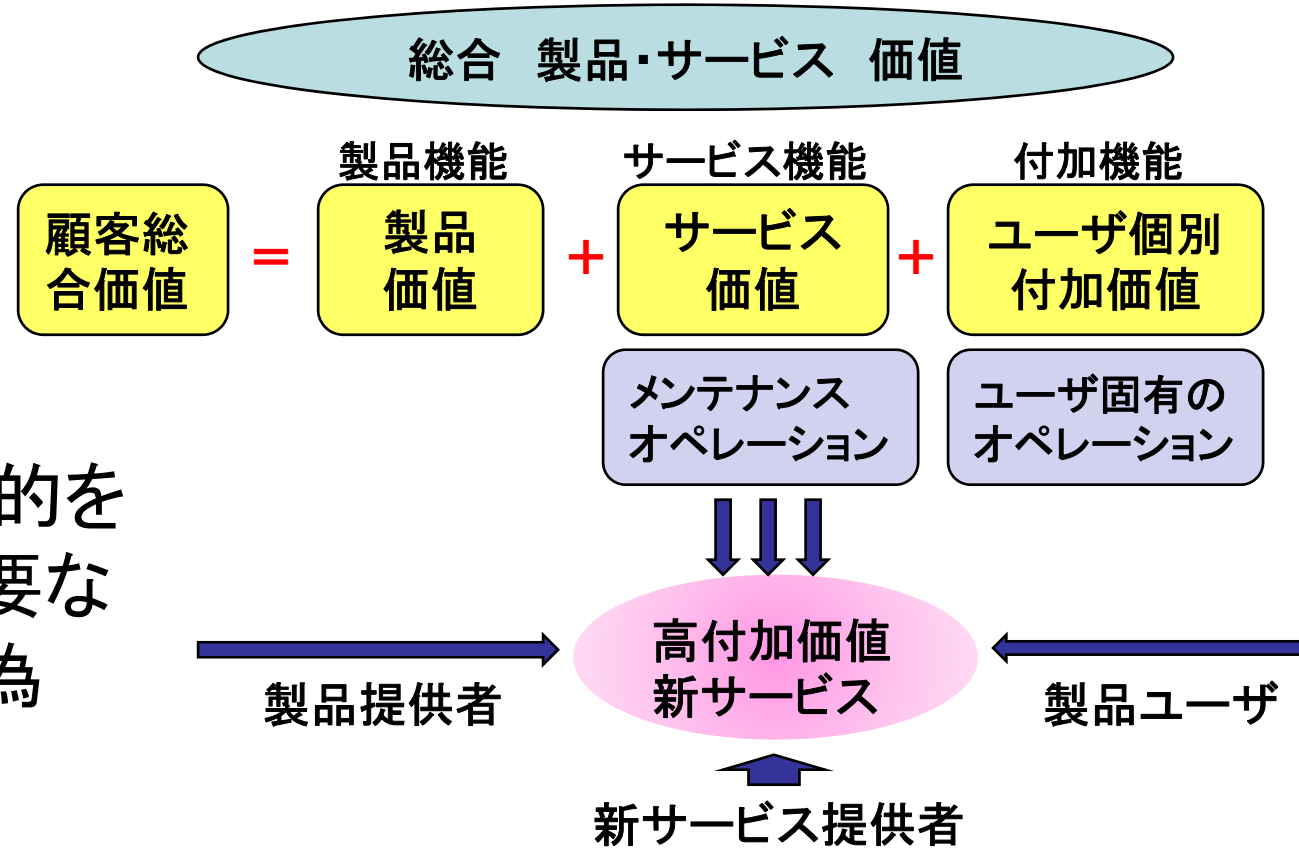 総合　製品・サービス　価値
製品機能
サービス機能
付加機能
顧客総
合価値
=
製品
価値
+
サービス
価値
+
ユーザ個別
付加価値
メンテナンス
オペレーション
ユーザ固有の
オペレーション
的を
要な
為
高付加価値
新サービス
製品提供者
製品ユーザ
新サービス提供者